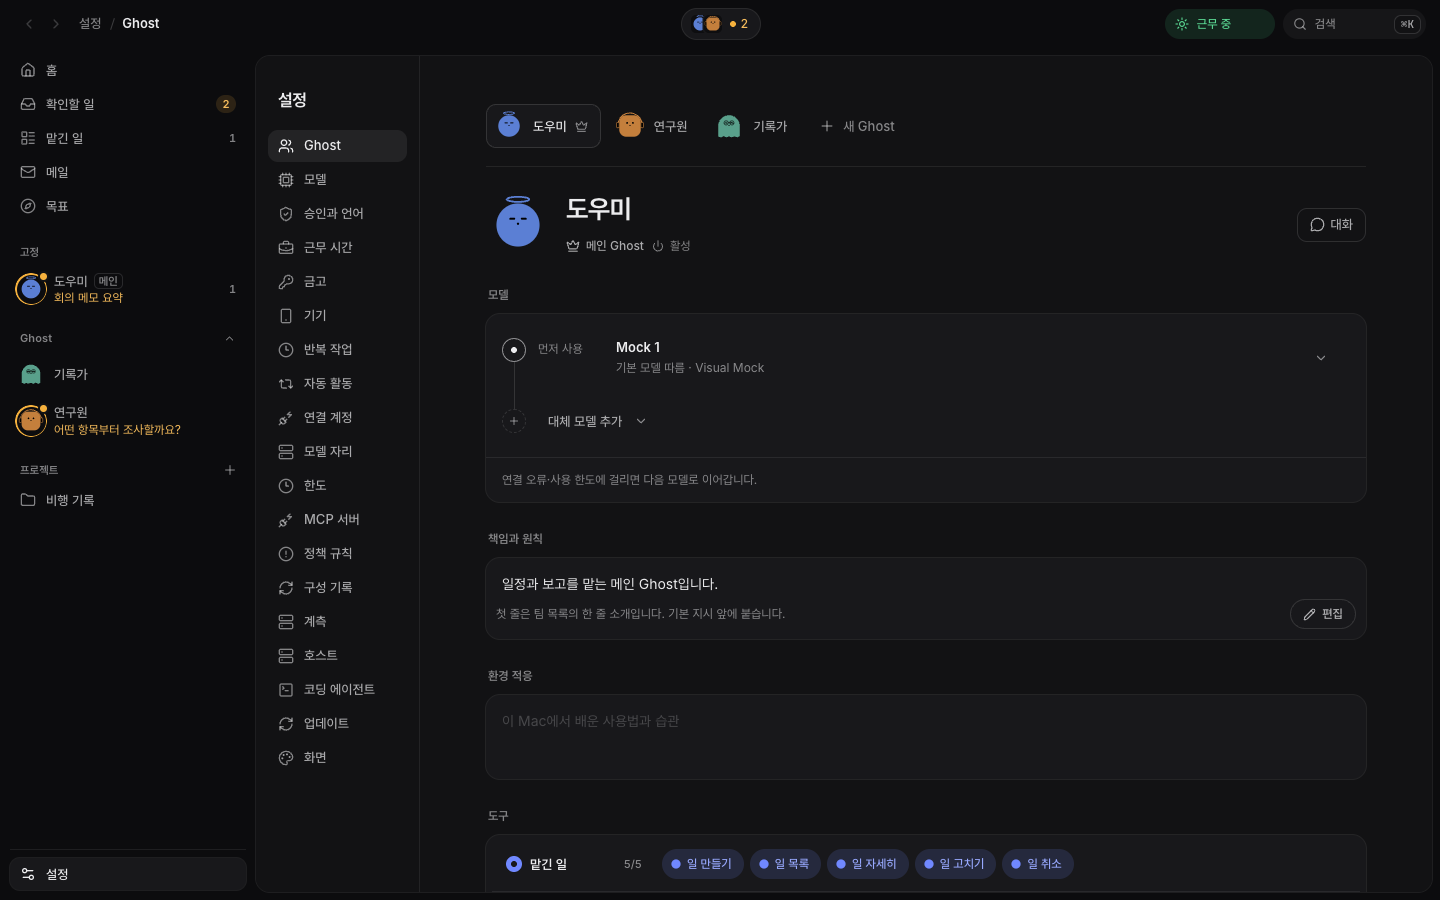 설정 / Ghost
2
근무 중
검색 ⌘K
홈
확인할 일 2
맡긴 일 1
메일
목표
고정
도우미 메인 1
회의 메모 요약
Ghost
기록가
연구원
어떤 항목부터 조사할까요?
프로젝트
비행 기록
설정
설정
Ghost
모델
승인과 언어
근무 시간
금고
기기
반복 작업
자동 활동
연결 계정
모델 자리
한도
MCP 서버
정책 규칙
구성 기록
계측
호스트
코딩 에이전트
업데이트
화면
도우미 연구원 기록가 새 Ghost
도우미
메인 Ghost 활성
대화
모델
먼저 사용 Mock 1
기본 모델 따름 · Visual Mock
대체 모델 추가
연결 오류·사용 한도에 걸리면 다음 모델로 이어갑니다.
책임과 원칙
일정과 보고를 맡는 메인 Ghost입니다.
첫 줄은 팀 목록의 한 줄 소개입니다. 기본 지시 앞에 붙습니다.
편집
환경 적응
이 Mac에서 배운 사용법과 습관
도구
맡긴 일 5/5 일 만들기 일 목록 일 자세히 일 고치기 일 취소